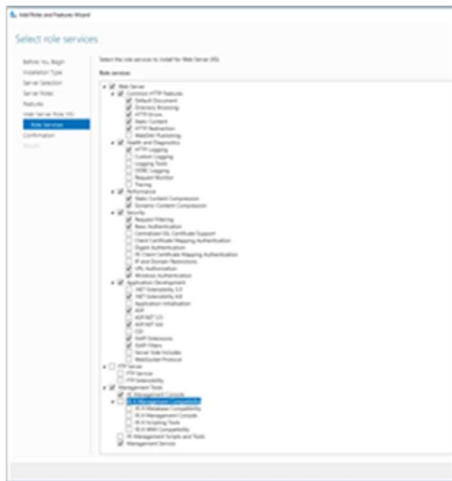 Add Roles and Features Wizard
Select role services
Before You Begin
Installation Type
Server Selection
Server Roles
Features
Web Server Role (IIS)
Role Services
Confirmation
Results
Select the role services to install for Web Server (IIS)
Role services
Web Server
Common HTTP Features
Default Document
Directory Browsing
HTTP Errors
Static Content
HTTP Redirection
WebDAV Publishing
Health and Diagnostics
HTTP Logging
Custom Logging
Logging Tools
ODBC Logging
Request Monitor
Tracing
Performance
Static Content Compression
Dynamic Content Compression
Security
Request Filtering
Basic Authentication
Centralized SSL Certificate Support
Client Certificate Mapping Authentication
Digest Authentication
IIS Client Certificate Mapping Authentication
IP and Domain Restrictions
URL Authorization
Windows Authentication
Application Development
.NET Extensibility 3.5
.NET Extensibility 4.6
Application Initialization
ASP
ASP.NET 3.5
ASP.NET 4.6
CGI
ISAPI Extensions
ISAPI Filters
Server Side Includes
WebSocket Protocol
FTP Server
FTP Service
FTP Extensibility
Management Tools
IIS Management Console
IIS 6 Management Compatibility
IIS 6 Metabase Compatibility
IIS 6 Management Console
IIS 6 Scripting Tools
IIS 6 WMI Compatibility
IIS Management Scripts and Tools
Management Service